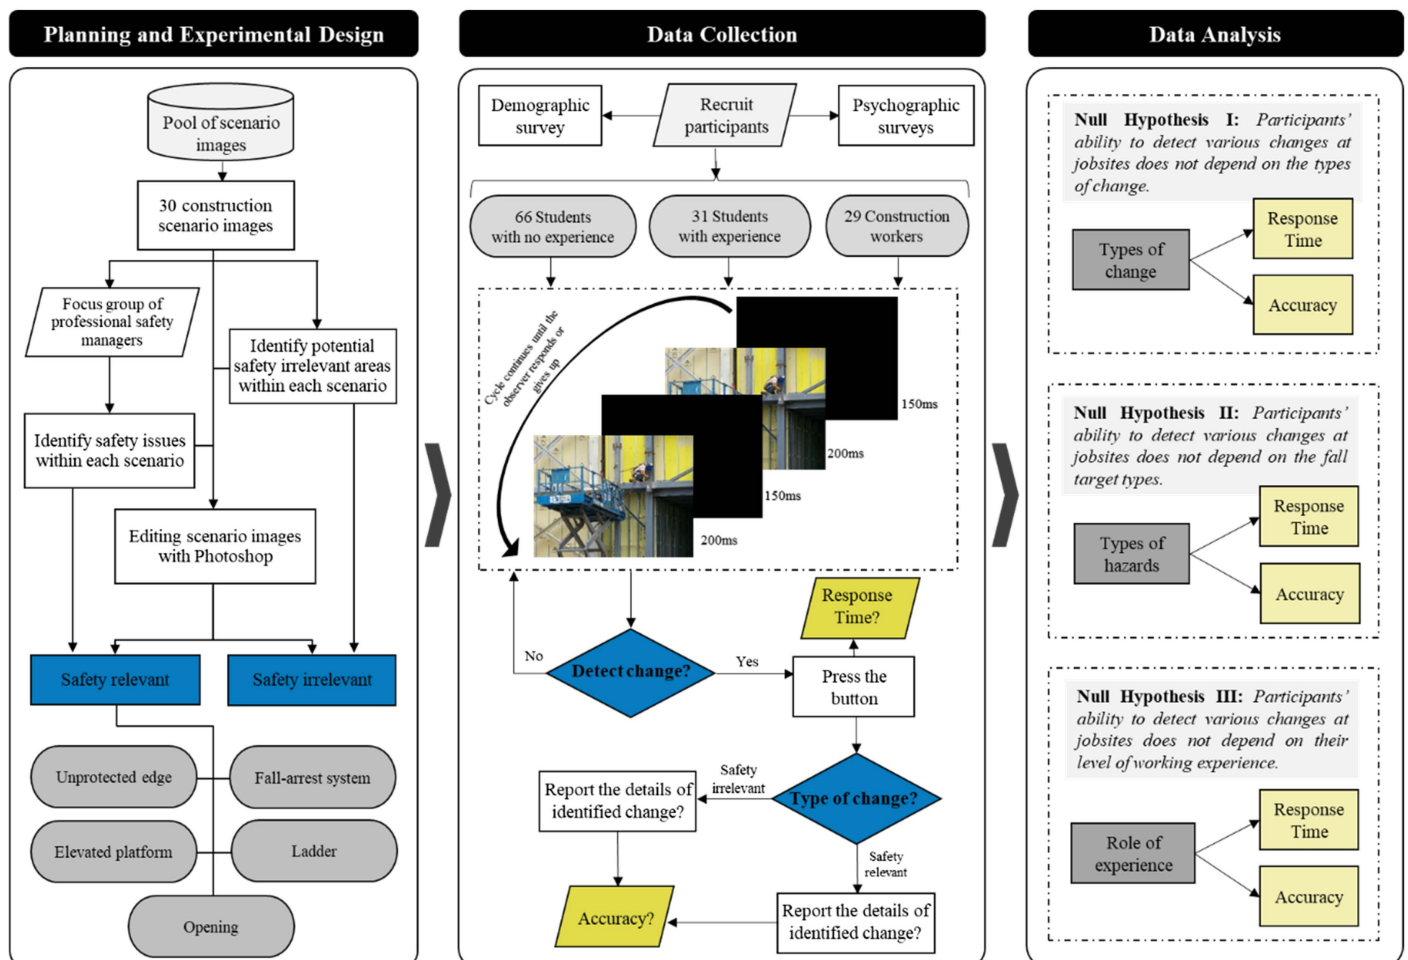 Planning and Experimental Design
Pool of scenario
images
30 construction
scenario images
Focus group of
professional safety
managers
Identify potential
safety irrelevant areas
within each scenario
Identify safety issues
within each scenario
Editing scenario images
with Photoshop
Safety relevant
Safety irrelevant
Unprotected edge
Fall-arrest system
Elevated platform
Ladder
Opening
Data Collection
Demographic
survey
Recruit
participants
Psychographic
surveys
66 Students
with no experience
31 Students
with experience
29 Construction
workers
Cycle continues until the
observer responds or
gives up
150ms
200ms
150ms
200ms
Response
Time?
No
Detect change?
Yes
Press the
button
Report the details of
identified change?
Safety
irrelevant
Type of change?
Safety
relevant
Accuracy?
Report the details of
identified change?
Data Analysis
Null Hypothesis I: Participants’
ability to detect various changes at
jobsites does not depend on the types
of change.
Types of
change
Response
Time
Accuracy
Null Hypothesis II: Participants’
ability to detect various changes at
jobsites does not depend on the fall
target types.
Types of
hazards
Response
Time
Accuracy
Null Hypothesis III: Participants’
ability to detect various changes at
jobsites does not depend on their
level of working experience.
Role of
experience
Response
Time
Accuracy